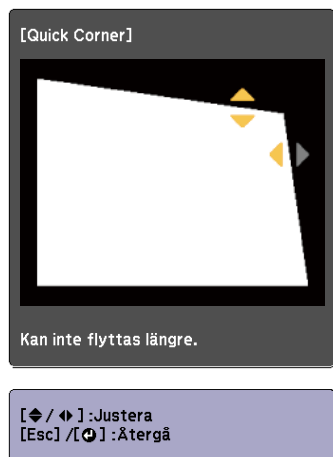 [Quick Corner]
Kan inte flyttas längre.
[ / ] :Justera
[Esc] /[ ] :Återgå